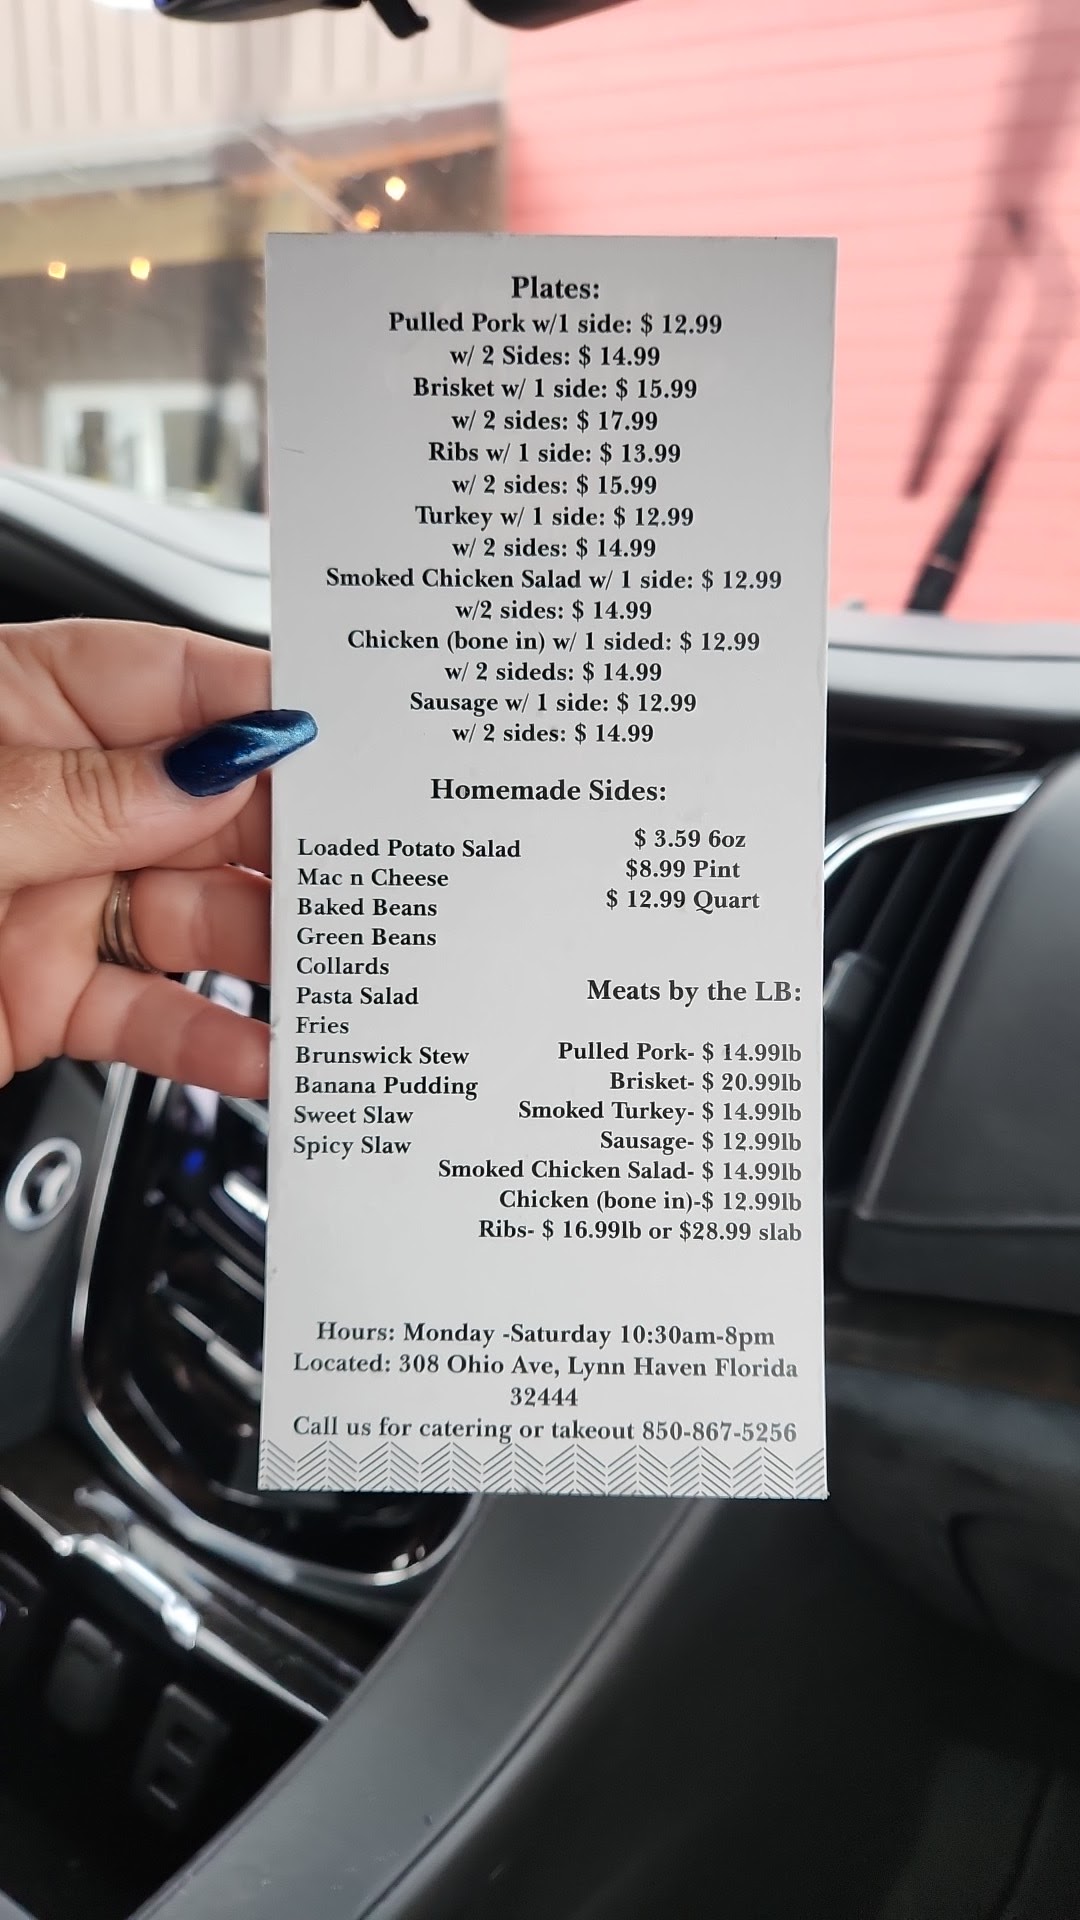 Plates:
Pulled Pork w/1 side: $ 12.99
w/ 2 Sides: $ 14.99
Brisket w/ 1 side: $ 15.99
w/ 2 sides: $ 17.99
Ribs w/ 1 side: $ 13.99
w/ 2 sides: $ 15.99
Turkey w/ 1 side: $ 12.99
w/ 2 sides: $ 14.99
Smoked Chicken Salad w/ 1 side: $ 12.99
w/2 sides: $ 14.99
Chicken (bone in) w/ 1 sided: $ 12.99
w/ 2 sideds: $ 14.99
Sausage w/ 1 side: $ 12.99
w/ 2 sides: $ 14.99
Homemade Sides:
Loaded Potato Salad
Mac n Cheese
Baked Beans
Green Beans
Collards
Pasta Salad
Fries
Brunswick Stew
Banana Pudding
Sweet Slaw
Spicy Slaw
$ 3.59 6oz
$8.99 Pint
$ 12.99 Quart
Meats by the LB:
Pulled Pork- $ 14.99lb
Brisket- $ 20.99lb
Smoked Turkey- $ 14.99lb
Sausage- $ 12.99lb
Smoked Chicken Salad- $ 14.99lb
Chicken (bone in)-$ 12.99lb
Ribs- $ 16.99lb or $28.99 slab
Hours: Monday -Saturday 10:30am-8pm
Located: 308 Ohio Ave, Lynn Haven Florida
32444
Call us for catering or takeout 850-867-5256